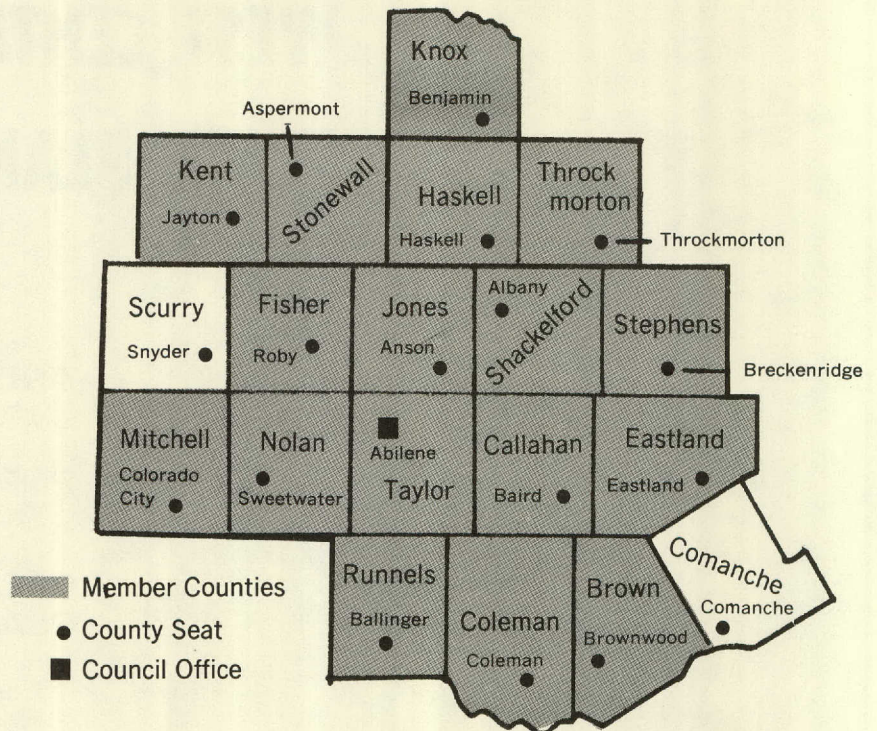 Knox
Benjamin
Aspermont
Kent
Jayton
Stonewall
Haskell
Haskell
Throck
morton
Throckmorton
Scurry
Snyder
Fisher
Roby
Jones
Anson
Albany
Shackelford
Stephens
Breckenridge
Mitchell
Colorado
City
Nolan
Sweetwater
Abilene
Taylor
Callahan
Baird
Eastland
Eastland
Runnels
Ballinger
Coleman
Coleman
Brown
Brownwood
Comanche
Comanche
Member Counties
County Seat
Council Office